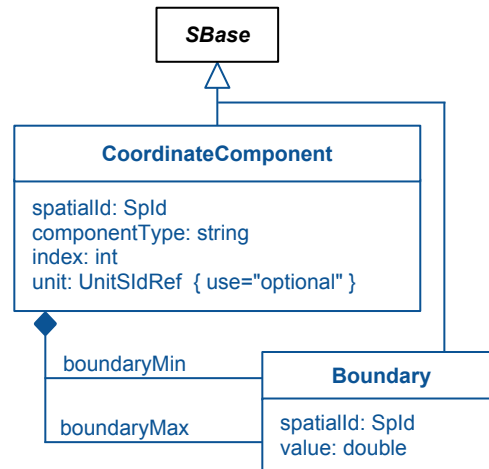 SBase
CoordinateComponent
spatialId: SpId
componentType: string
index: int
unit: UnitSIdRef { use="optional" }
boundaryMin
boundaryMax
Boundary
spatialId: SpId
value: double